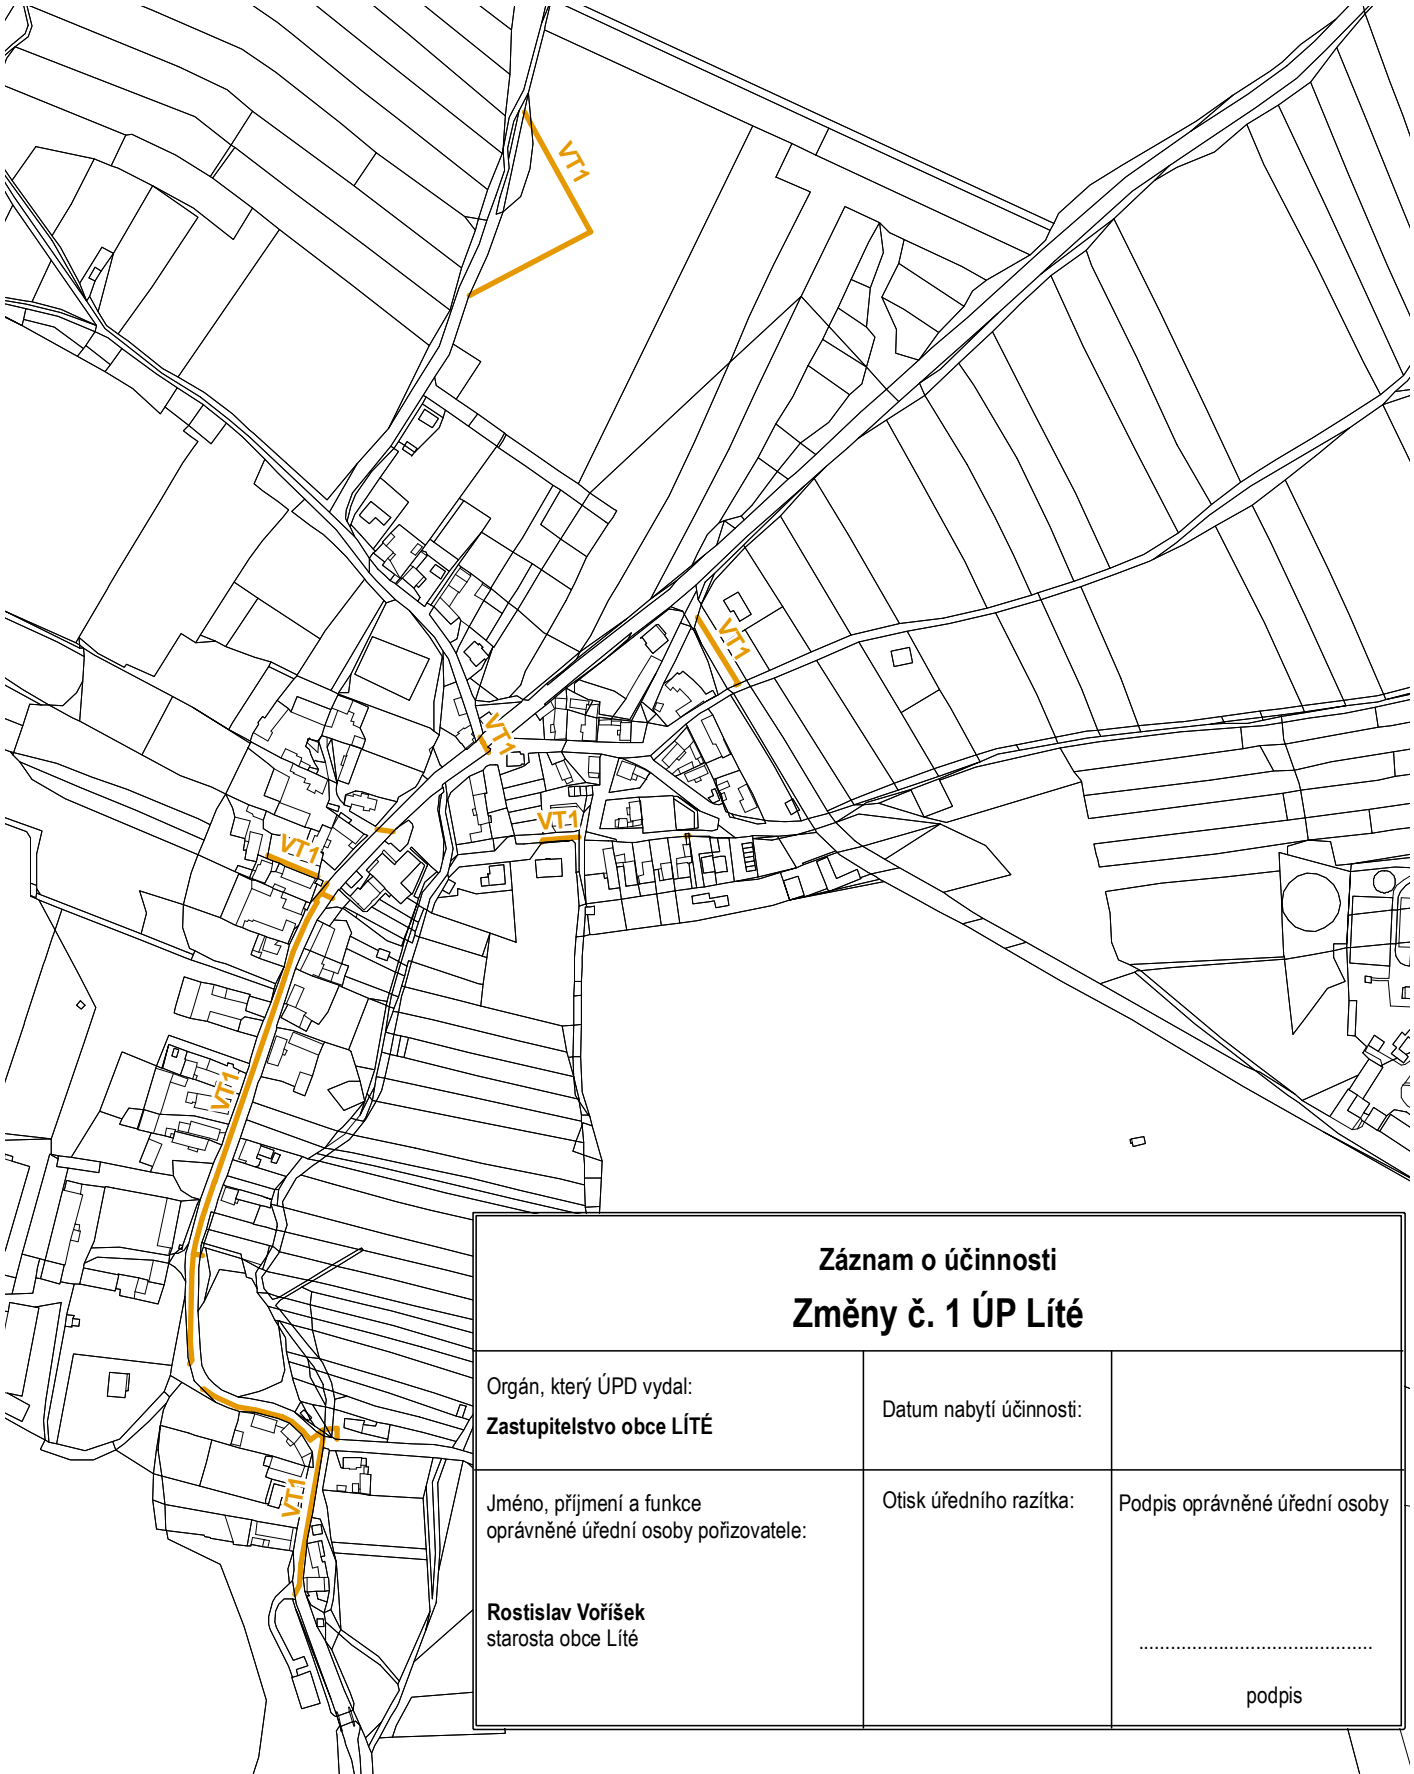 VT1
VT1
VT1
VT1
VT1
VT1
VT1
Záznam o účinnosti
Změny č. 1 ÚP Líté
Orgán, který ÚPD vydal:
Zastupitelstvo obce LÍTÉ
Datum nabytí účinnosti:
Jméno, příjmení a funkce
oprávněné úřední osoby pořizovatele:
Rostislav Voříšek
starosta obce Líté
Otisk úředního razítka:
Podpis oprávněné úřední osoby
............................................
podpis